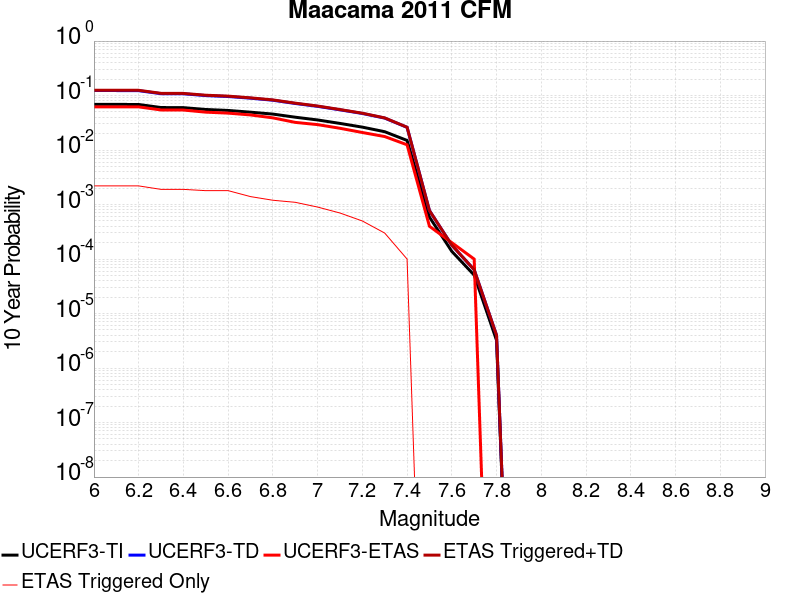 Maacama 2011 CFM
10 Year Probability
10^0
10^-1
10^-2
10^-3
10^-4
10^-5
10^-6
10^-7
10^-8
6 6.2 6.4 6.6 6.8 7 7.2 7.4 7.6 7.8 8 8.2 8.4 8.6 8.8 9
Magnitude
UCERF3-TI UCERF3-TD UCERF3-ETAS ETAS Triggered+TD
ETAS Triggered Only